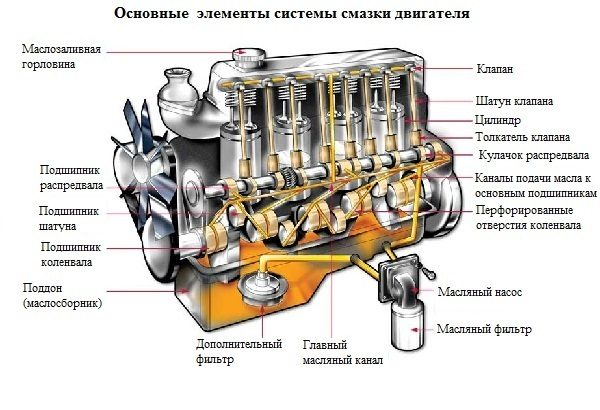 Основные элементы системы смазки двигателя
Маслозаливная
горловина
Подшипник
распредвала
Подшипник
шатуна
Подшипник
коленвала
Поддон
(маслосборник)
Дополнительный
фильтр
Главный
масляный канал
Клапан
Шатун клапана
Цилиндр
Толкатель клапана
Кулачок распредвала
Каналы подачи масла к
основным подшипникам
Перфорированные
отверстия коленвала
Масляный насос
Масляный фильтр